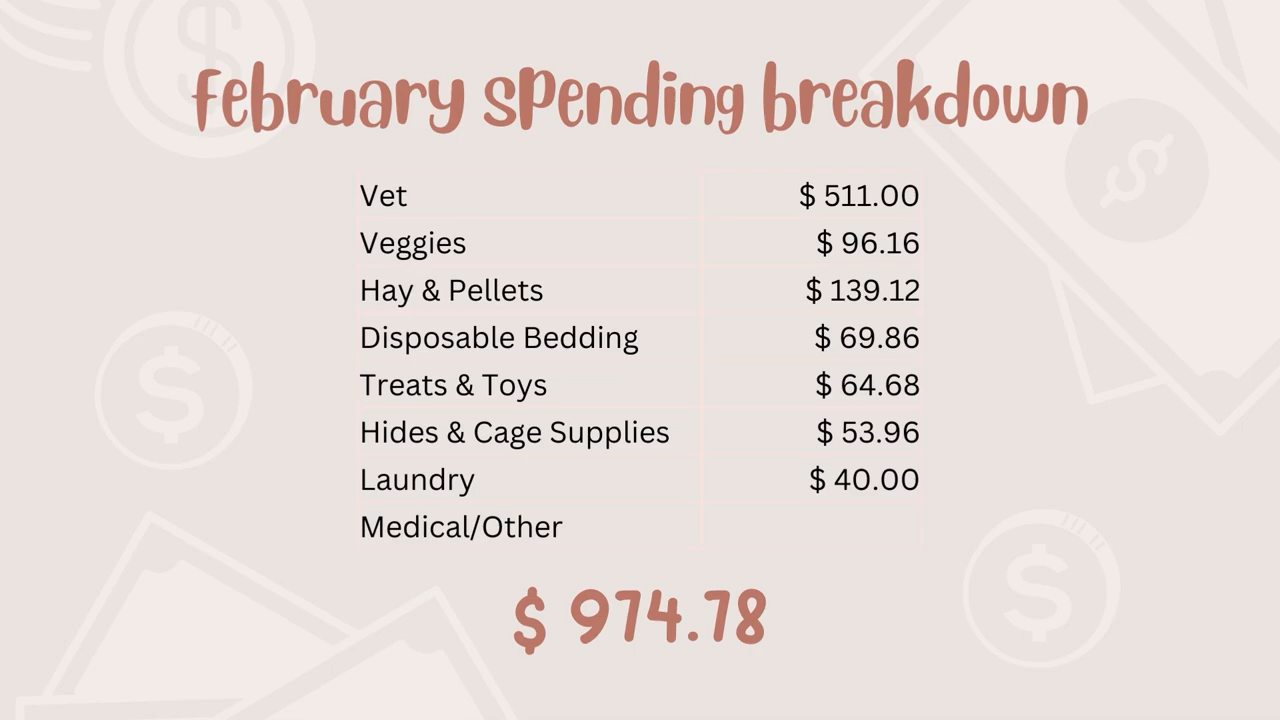 february spending breakdown
Vet $ 511.00
Veggies $ 96.16
Hay & Pellets $ 139.12
Disposable Bedding $ 69.86
Treats & Toys $ 64.68
Hides & Cage Supplies $ 53.96
Laundry $ 40.00
Medical/Other
$ 974.78